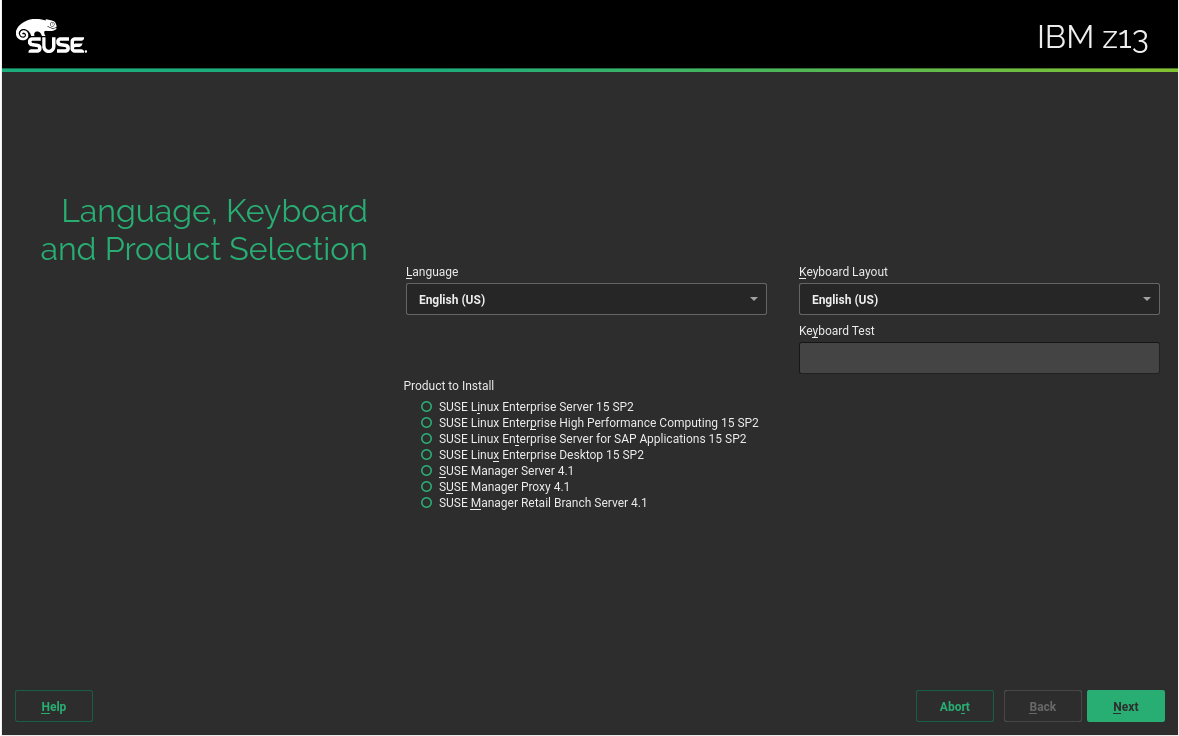 SUSE.
IBM z13
Language, Keyboard
and Product Selection
Language
Keyboard Layout
English (US)
English (US)
Keyboard Test
Product to Install
SUSE Linux Enterprise Server 15 SP2
SUSE Linux Enterprise High Performance Computing 15 SP2
SUSE Linux Enterprise Server for SAP Applications 15 SP2
SUSE Linux Enterprise Desktop 15 SP2
SUSE Manager Server 4.1
SUSE Manager Proxy 4.1
SUSE Manager Retail Branch Server 4.1
Help
Abort
Back
Next